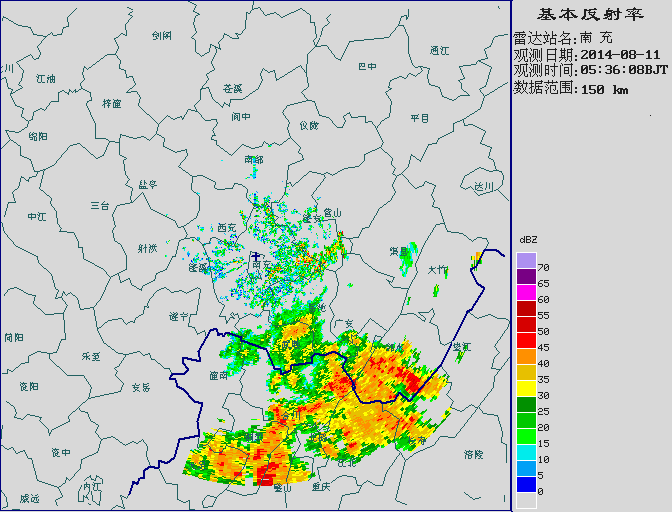 基本反射率
雷达站名:南 充
观测日期:2014-08-11
观测时间:05:36:08BJT
数据范围:150 km
剑阁
通江
川
江油
巴中
苍溪
梓潼
阆中
仪陇
平昌
绵阳
南部
盐亭
达川
三台
中江
营山
西充
射洪
渠县
大竹
南充
蓬溪
遂宁
广安
简阳
乐至
垫江
潼南
资阳
安岳
资中
涪陵
内江
威远
璧山
重庆
江北
dBZ
70
65
60
55
50
45
40
35
30
25
20
15
10
5
0